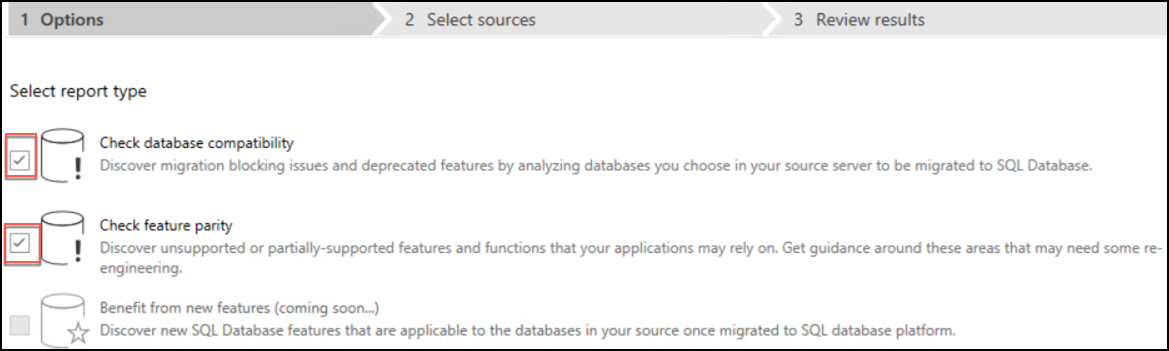 1 Options
2 Select sources
3 Review results
Select report type
Check database compatibility
Discover migration blocking issues and deprecated features by analyzing databases you choose in your source server to be migrated to SQL Database.
Check feature parity
Discover unsupported or partially-supported features and functions that your applications may rely on. Get guidance around these areas that may need some re-
engineering.
Benefit from new features (coming soon...)
Discover new SQL Database features that are applicable to the databases in your source once migrated to SQL database platform.